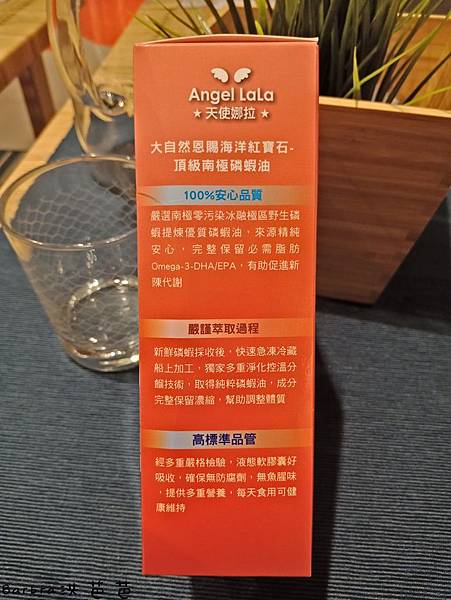 Angel LaLa
★ 天使娜拉 ★
大自然恩賜海洋紅寶石-
頂級南極磷蝦油
100%安心品質
嚴選南極零污染冰融極區野生磷
蝦提煉優質磷蝦油，來源精純
安心，完整保留必需脂肪
Omega-3-DHA/EPA，有助促進新
陳代謝
嚴謹萃取過程
新鮮磷蝦採收後，快速急凍冷藏
船上加工，獨家多重淨化控溫分
餾技術，取得純粹磷蝦油，成分
完整保留濃縮，幫助調整體質
高標準品管
經多重嚴格檢驗，液態軟膠囊好
吸收，確保無防腐劑，無魚腥味
，提供多重營養，每天食用可健
康維持
Barbra's 芭芭